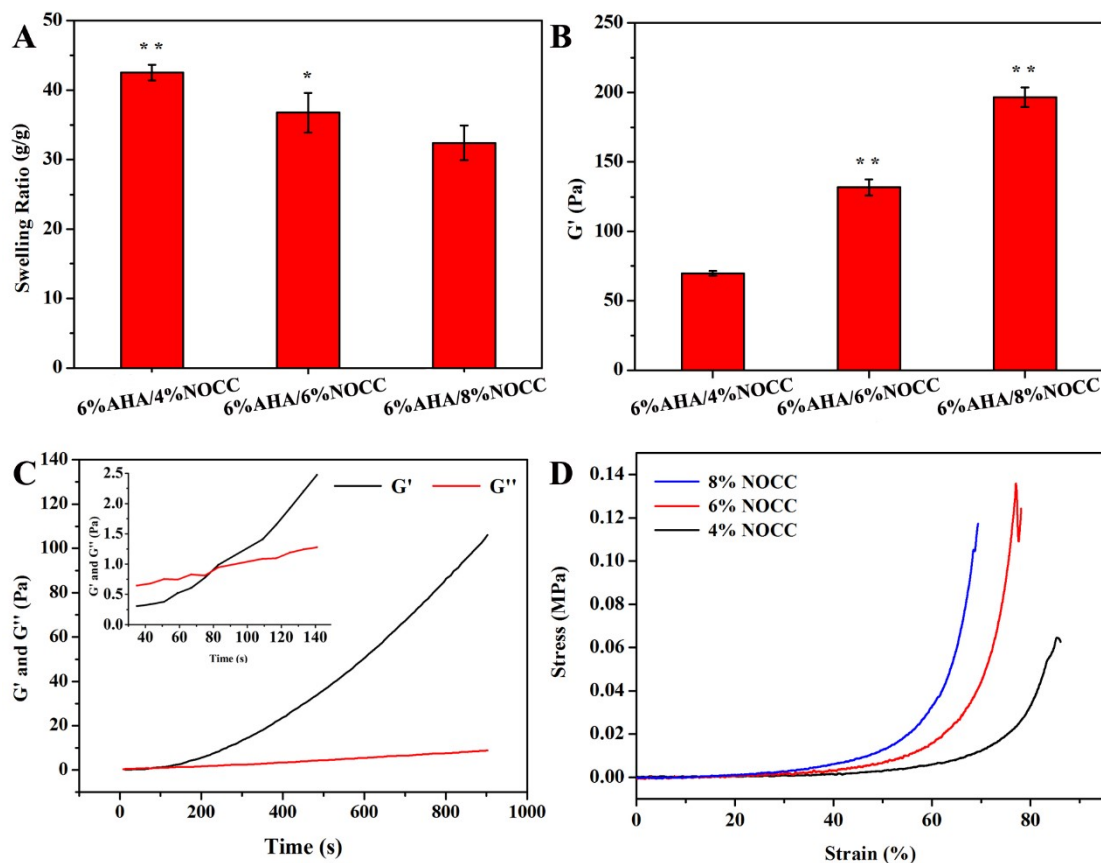 A
Swelling Ratio (g/g)
50
40
30
20
10
0
* *
*
6%AHA/4%NOCC
6%AHA/6%NOCC
6%AHA/8%NOCC
B
G' (Pa)
250
200
150
100
50
0
* *
* *
6%AHA/4%NOCC
6%AHA/6%NOCC
6%AHA/8%NOCC
C
G' and G'' (Pa)
140
120
100
80
60
40
20
0
0 200 400 600 800 1000
Time (s)
G' G''
G' and G'' (Pa)
2.5
2.0
1.5
1.0
0.5
0.0
40 60 80 100 120 140
Time (s)
D
Stress (MPa)
0.14
0.12
0.10
0.08
0.06
0.04
0.02
0.00
8% NOCC
6% NOCC
4% NOCC
0 20 40 60 80
Strain (%)